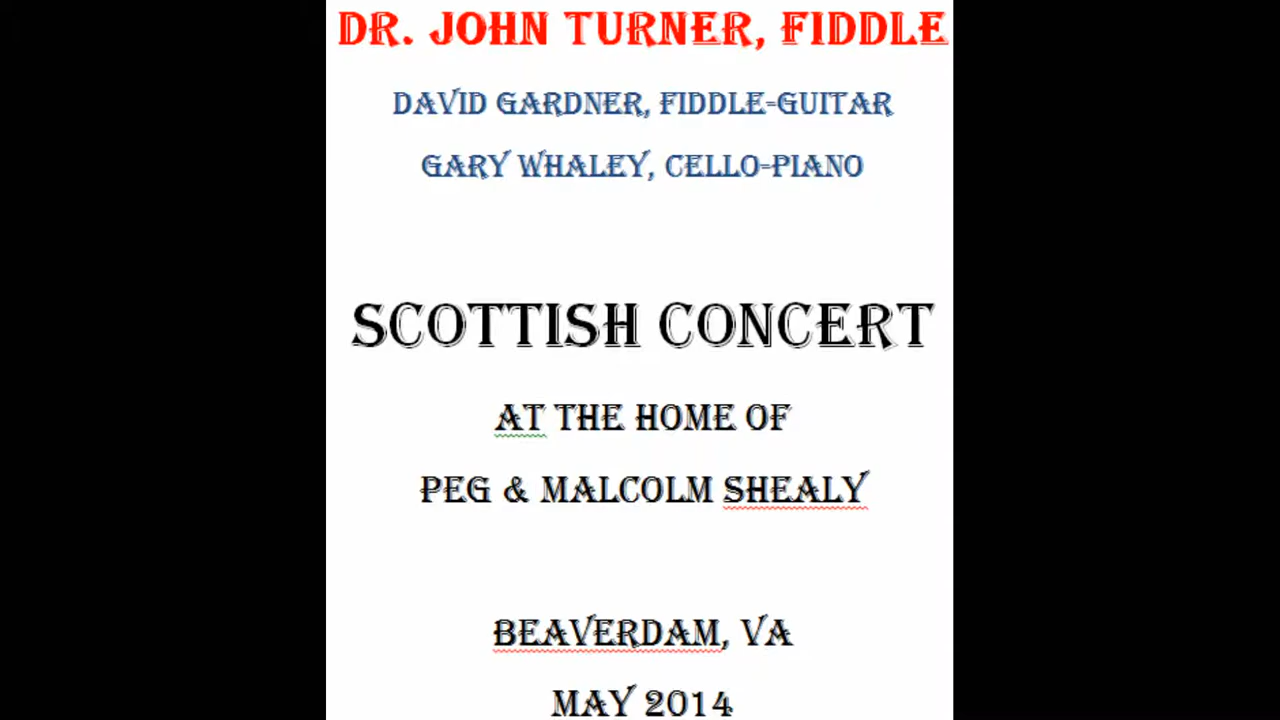 DR. JOHN TURNER, FIDDLE
DAVID GARDNER, FIDDLE-GUITAR
GARY WHALEY, CELLO-PIANO
SCOTTISH CONCERT
AT THE HOME OF
PEG & MALCOLM SHEALY
BEAVERDAM, VA
MAY 2014